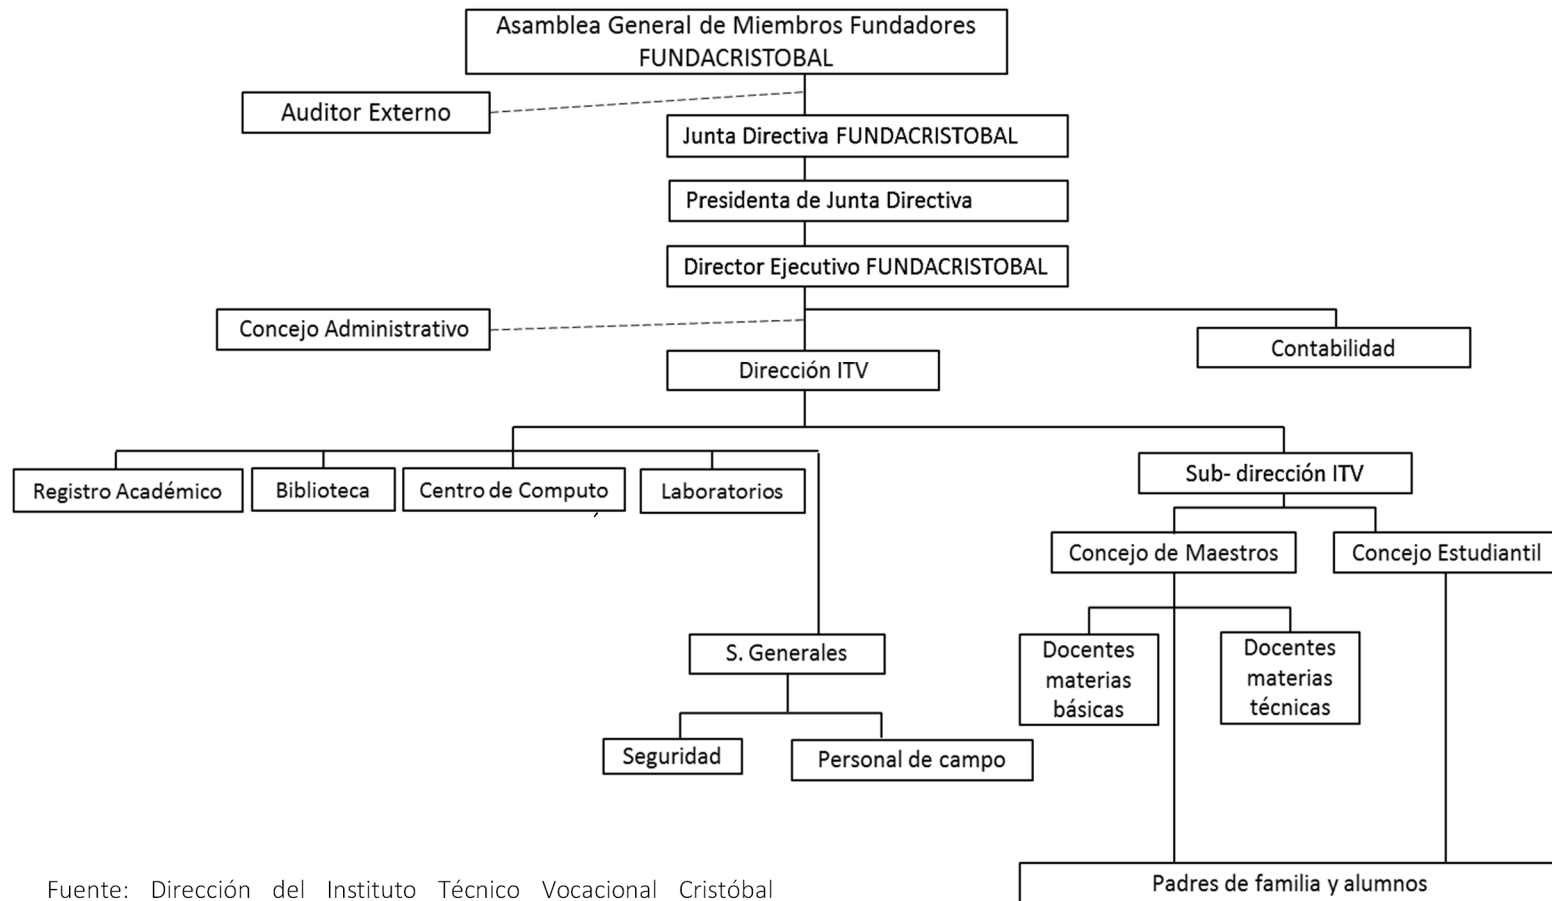 Asamblea General de Miembros Fundadores
FUNDACRISTOBAL
Auditor Externo
Junta Directiva FUNDACRISTOBAL
Presidenta de Junta Directiva
Director Ejecutivo FUNDACRISTOBAL
Concejo Administrativo
Contabilidad
Dirección ITV
Registro Académico
Biblioteca
Centro de Computo
Laboratorios
Sub- dirección ITV
Concejo de Maestros
Concejo Estudiantil
S. Generales
Docentes
materias
básicas
Docentes
materias
técnicas
Seguridad
Personal de campo
Padres de familia y alumnos
Fuente: Dirección del Instituto Técnico Vocacional Cristóbal